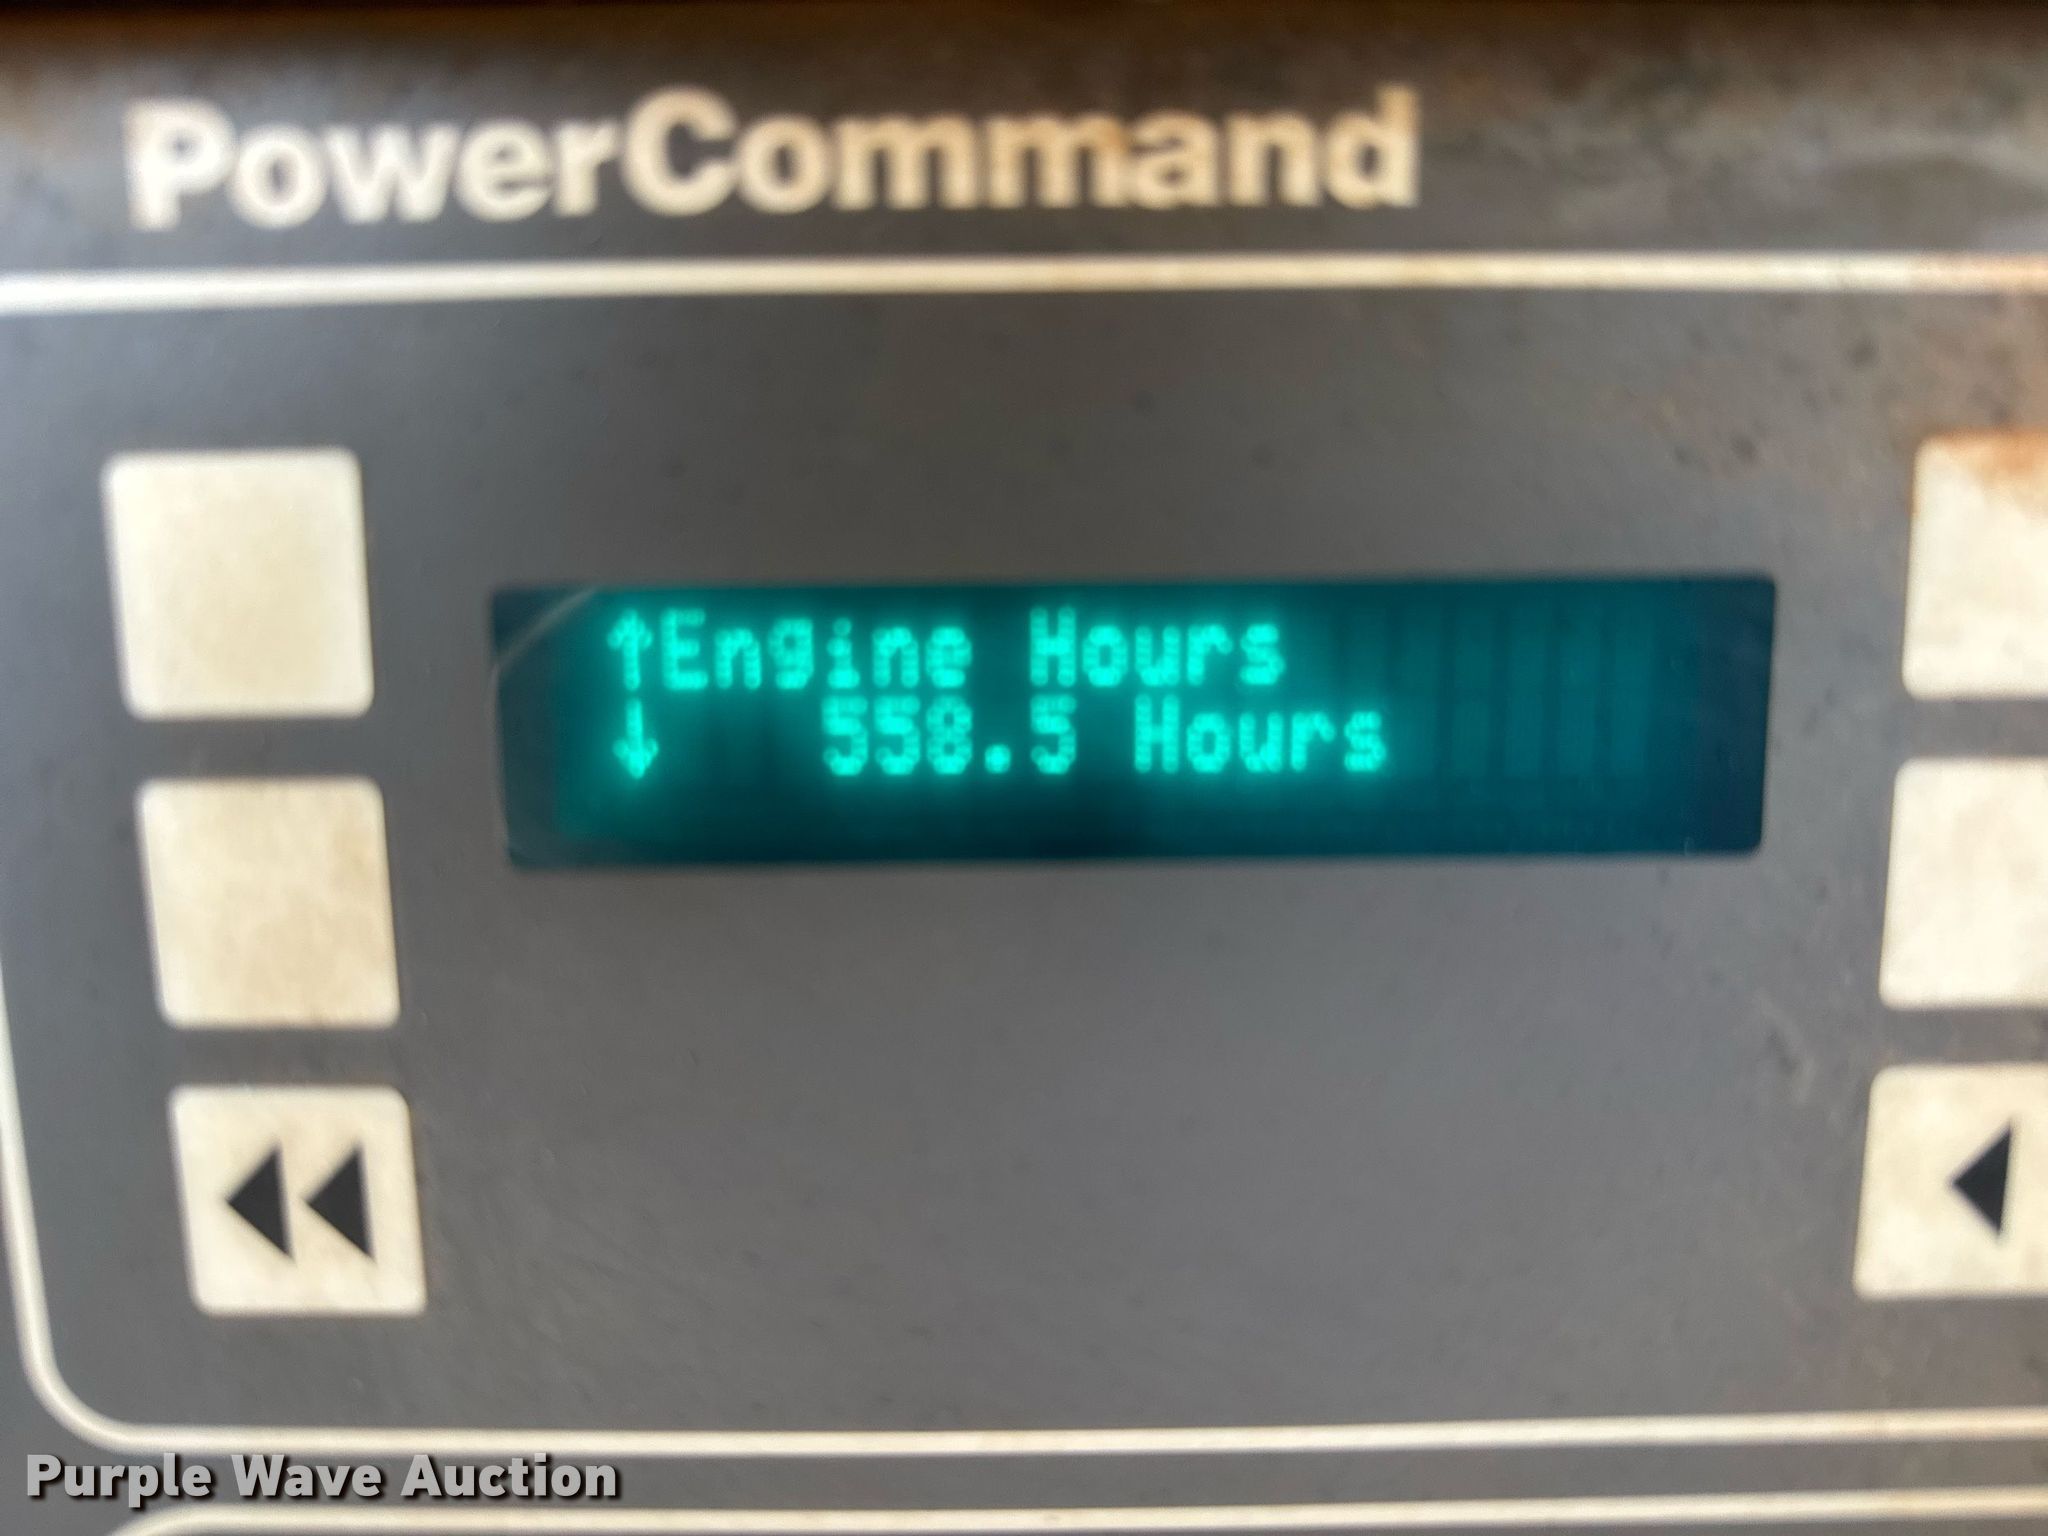 PowerCommand
↑Engine Hours
↓ 558.5 Hours
Purple Wave Auction